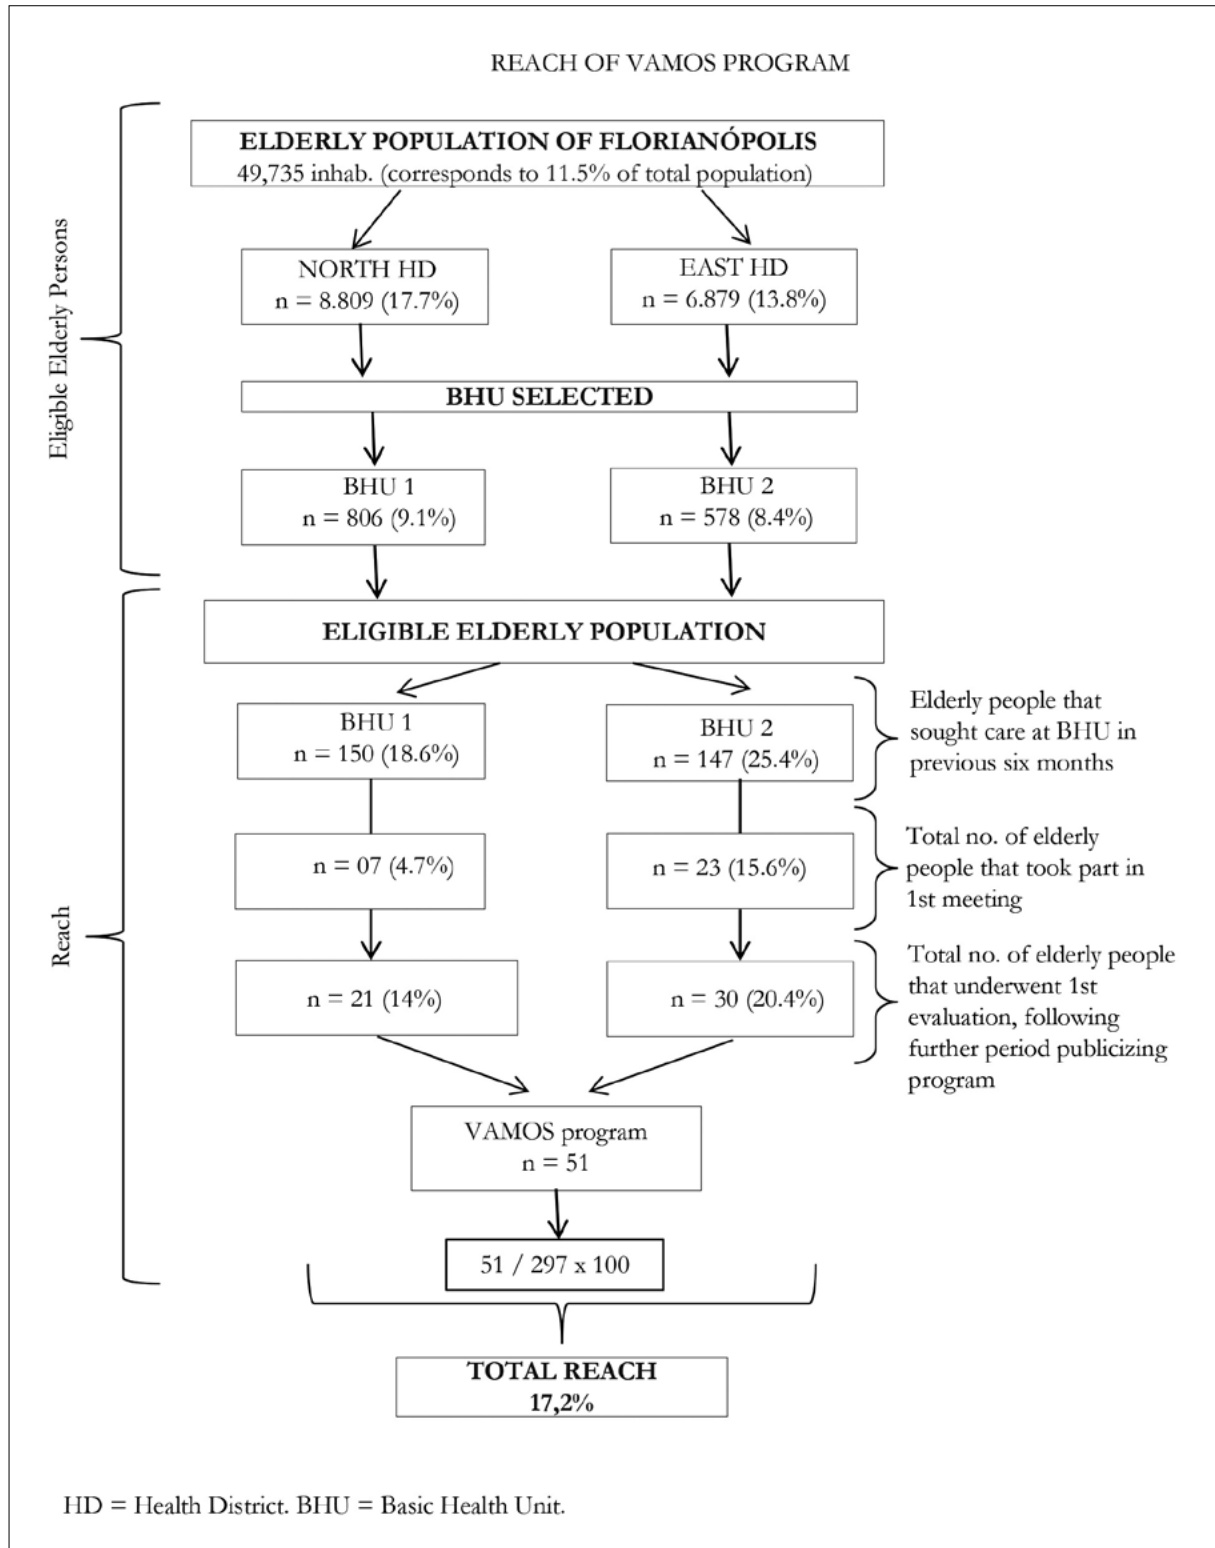 REACH OF VAMOS PROGRAM
ELDERLY POPULATION OF FLORIANÓPOLIS
49,735 inhab. (corresponds to 11.5% of total population)
Eligible Elderly Persons
NORTH HD
n = 8.809 (17.7%)
EAST HD
n = 6.879 (13.8%)
BHU SELECTED
BHU 1
n = 806 (9.1%)
BHU 2
n = 578 (8.4%)
Reach
ELIGIBLE ELDERLY POPULATION
BHU 1
n = 150 (18.6%)
BHU 2
n = 147 (25.4%)
Elderly people that
sought care at BHU in
previous six months
n = 07 (4.7%)
n = 23 (15.6%)
Total no. of elderly
people that took part in
1st meeting
n = 21 (14%)
n = 30 (20.4%)
Total no. of elderly people
that underwent 1st
evaluation, following
further period publicizing
program
VAMOS program
n = 51
51 / 297 x 100
TOTAL REACH
17,2%
HD = Health District. BHU = Basic Health Unit.